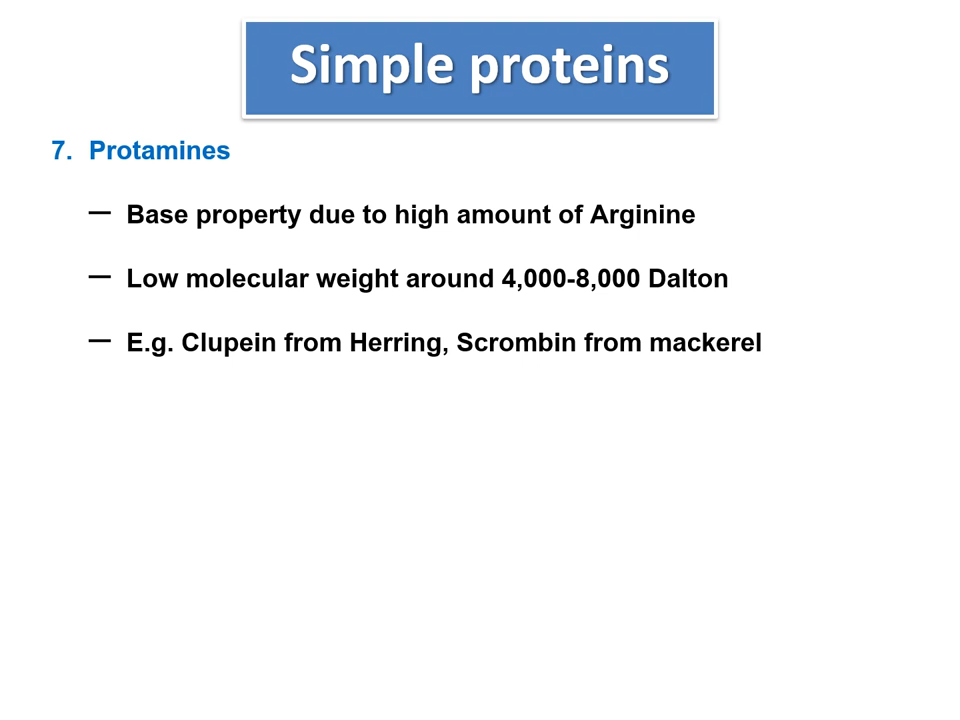 Simple proteins
7. Protamines
— Base property due to high amount of Arginine
— Low molecular weight around 4,000-8,000 Dalton
— E.g. Clupein from Herring, Scrombin from mackerel